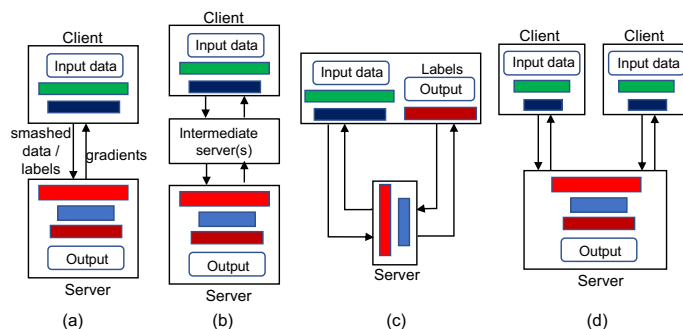 Client
Input data
smashed
data /
labels
gradients
Output
Server
(a)
Client
Input data
Intermediate
server(s)
Output
Server
(b)
Input data
Labels
Output
Server
(c)
Client
Client
Input data
Input data
Output
Server
(d)